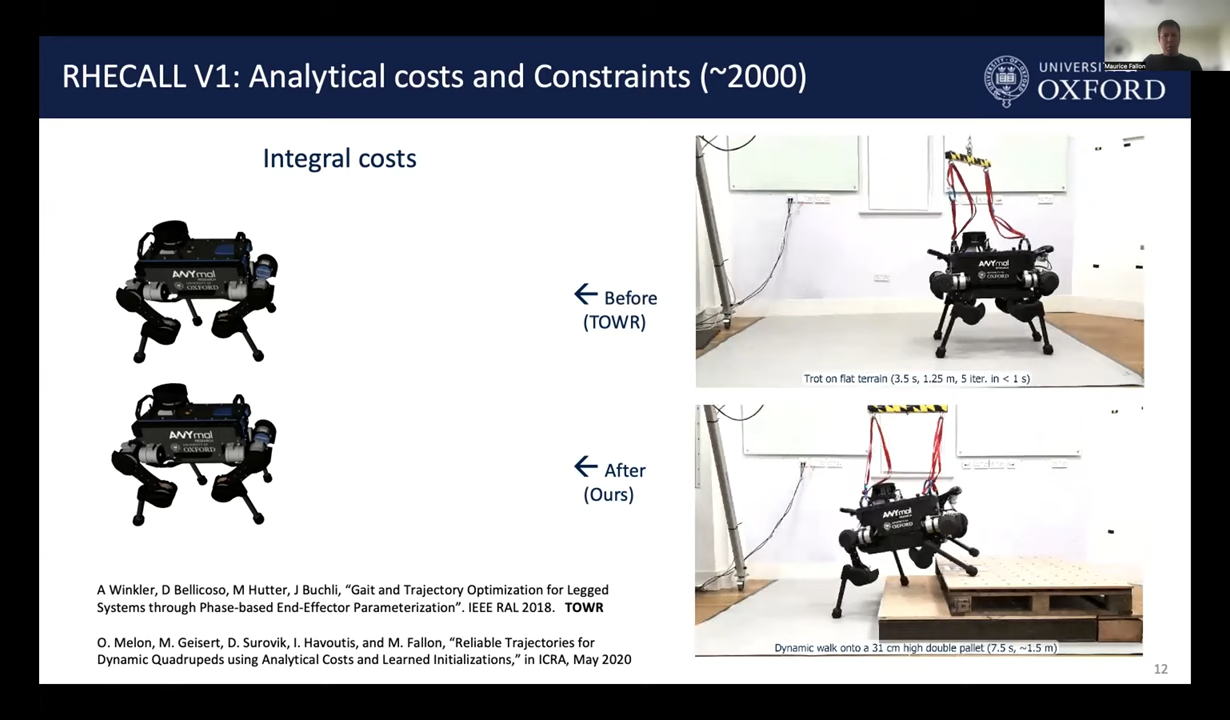 RHECALL V1: Analytical costs and Constraints (~2000)
UNIVERSI
OXFORD
Maurice Fallon
Integral costs
ANYmal
OXFORD
← Before
(TOWR)
ANYmal
OXFORD
← After
(Ours)
ANYmal
OXFORD
Trot on flat terrain (3.5 s, 1.25 m, 5 iter. in < 1 s)
ANYmal
OXFORD
Dynamic walk onto a 31 cm high double pallet (7.5 s, ~1.5 m)
A Winkler, D Bellicoso, M Hutter, J Buchli, “Gait and Trajectory Optimization for Legged
Systems through Phase-based End-Effector Parameterization”. IEEE RAL 2018. TOWR
O. Melon, M. Geisert, D. Surovik, I. Havoutis, and M. Fallon, “Reliable Trajectories for
Dynamic Quadrupeds using Analytical Costs and Learned Initializations,” in ICRA, May 2020
12